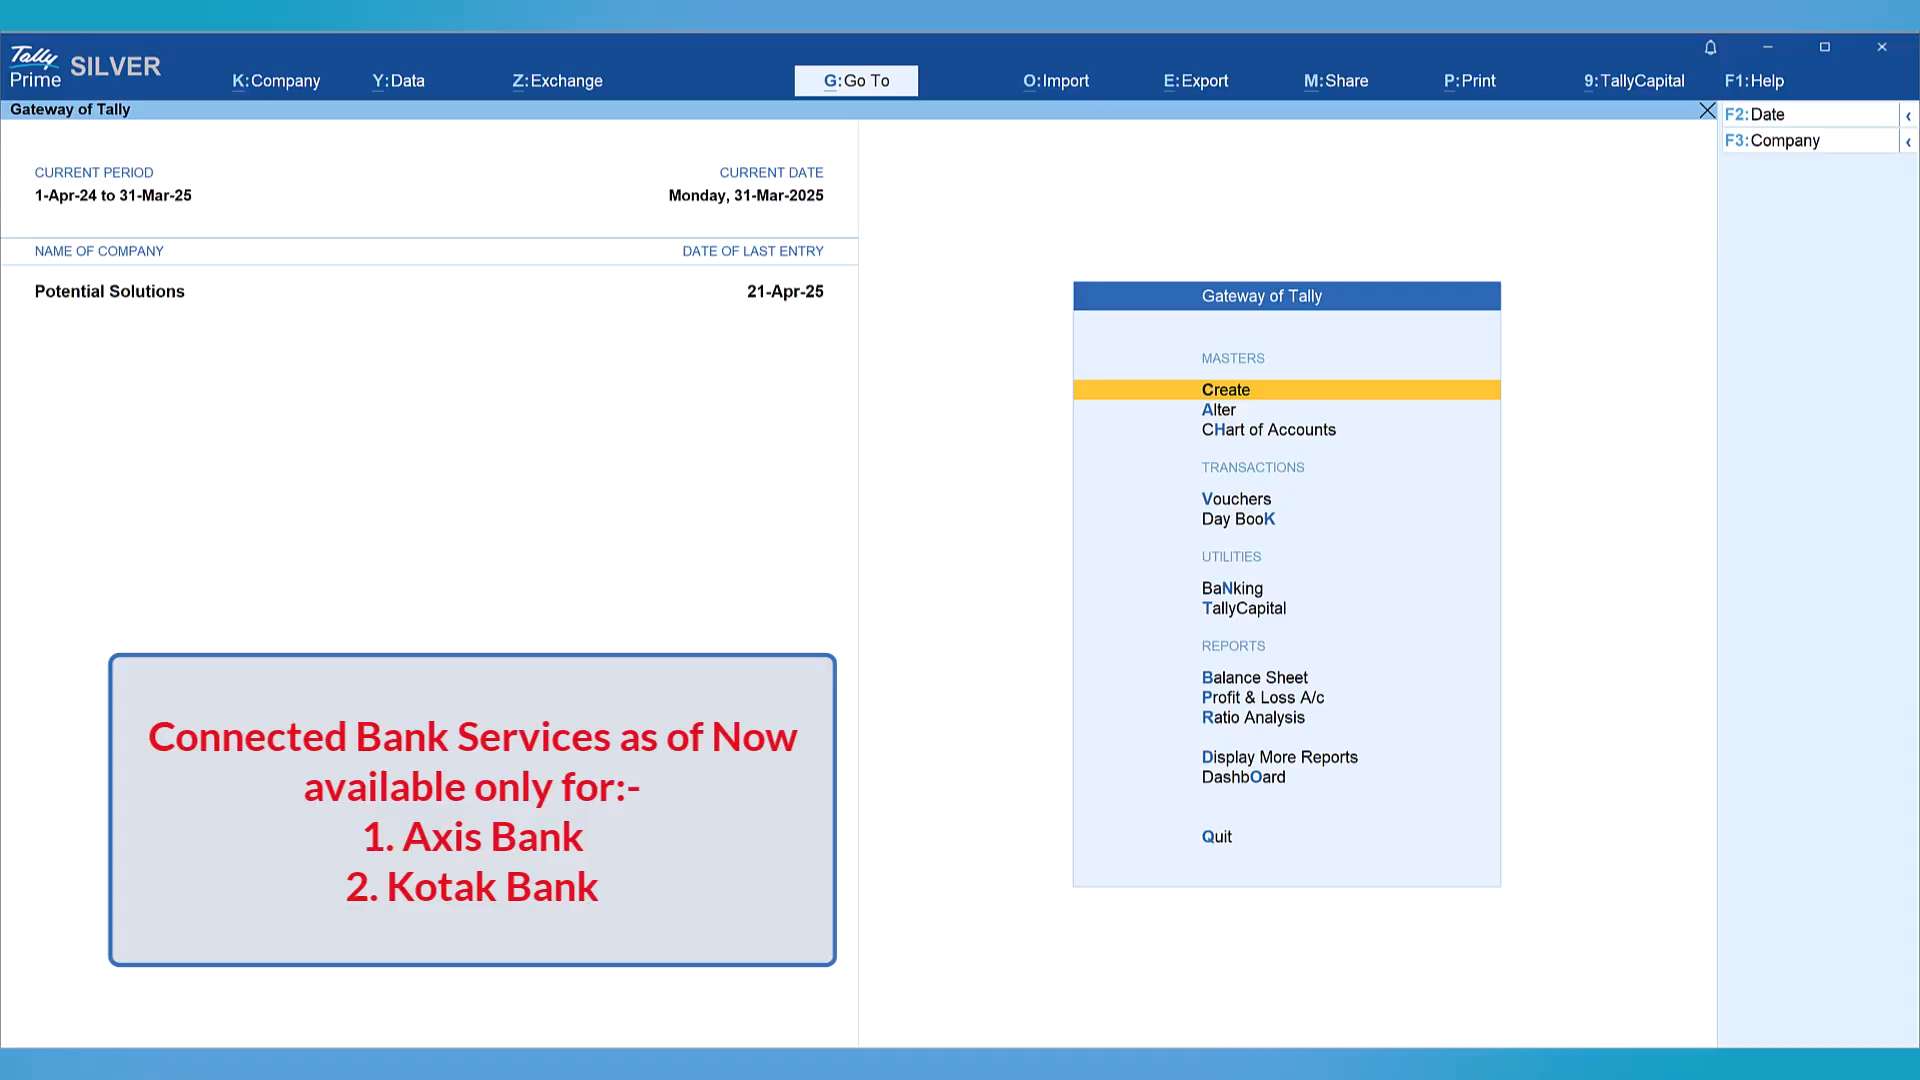 Tally
Prime SILVER
K:Company Y:Data Z:Exchange G:Go To O:Import E:Export M:Share P:Print 9:TallyCapital F1:Help
Gateway of Tally
F2:Date
F3:Company
CURRENT PERIOD CURRENT DATE
1-Apr-24 to 31-Mar-25 Monday, 31-Mar-2025
NAME OF COMPANY DATE OF LAST ENTRY
Potential Solutions 21-Apr-25
Gateway of Tally
MASTERS
Create
Alter
CHart of Accounts
TRANSACTIONS
Vouchers
Day BooK
UTILITIES
BaNking
TallyCapital
REPORTS
Balance Sheet
Profit & Loss A/c
Ratio Analysis
Display More Reports
DashbOard
Quit
Connected Bank Services as of Now
available only for:-
1. Axis Bank
2. Kotak Bank